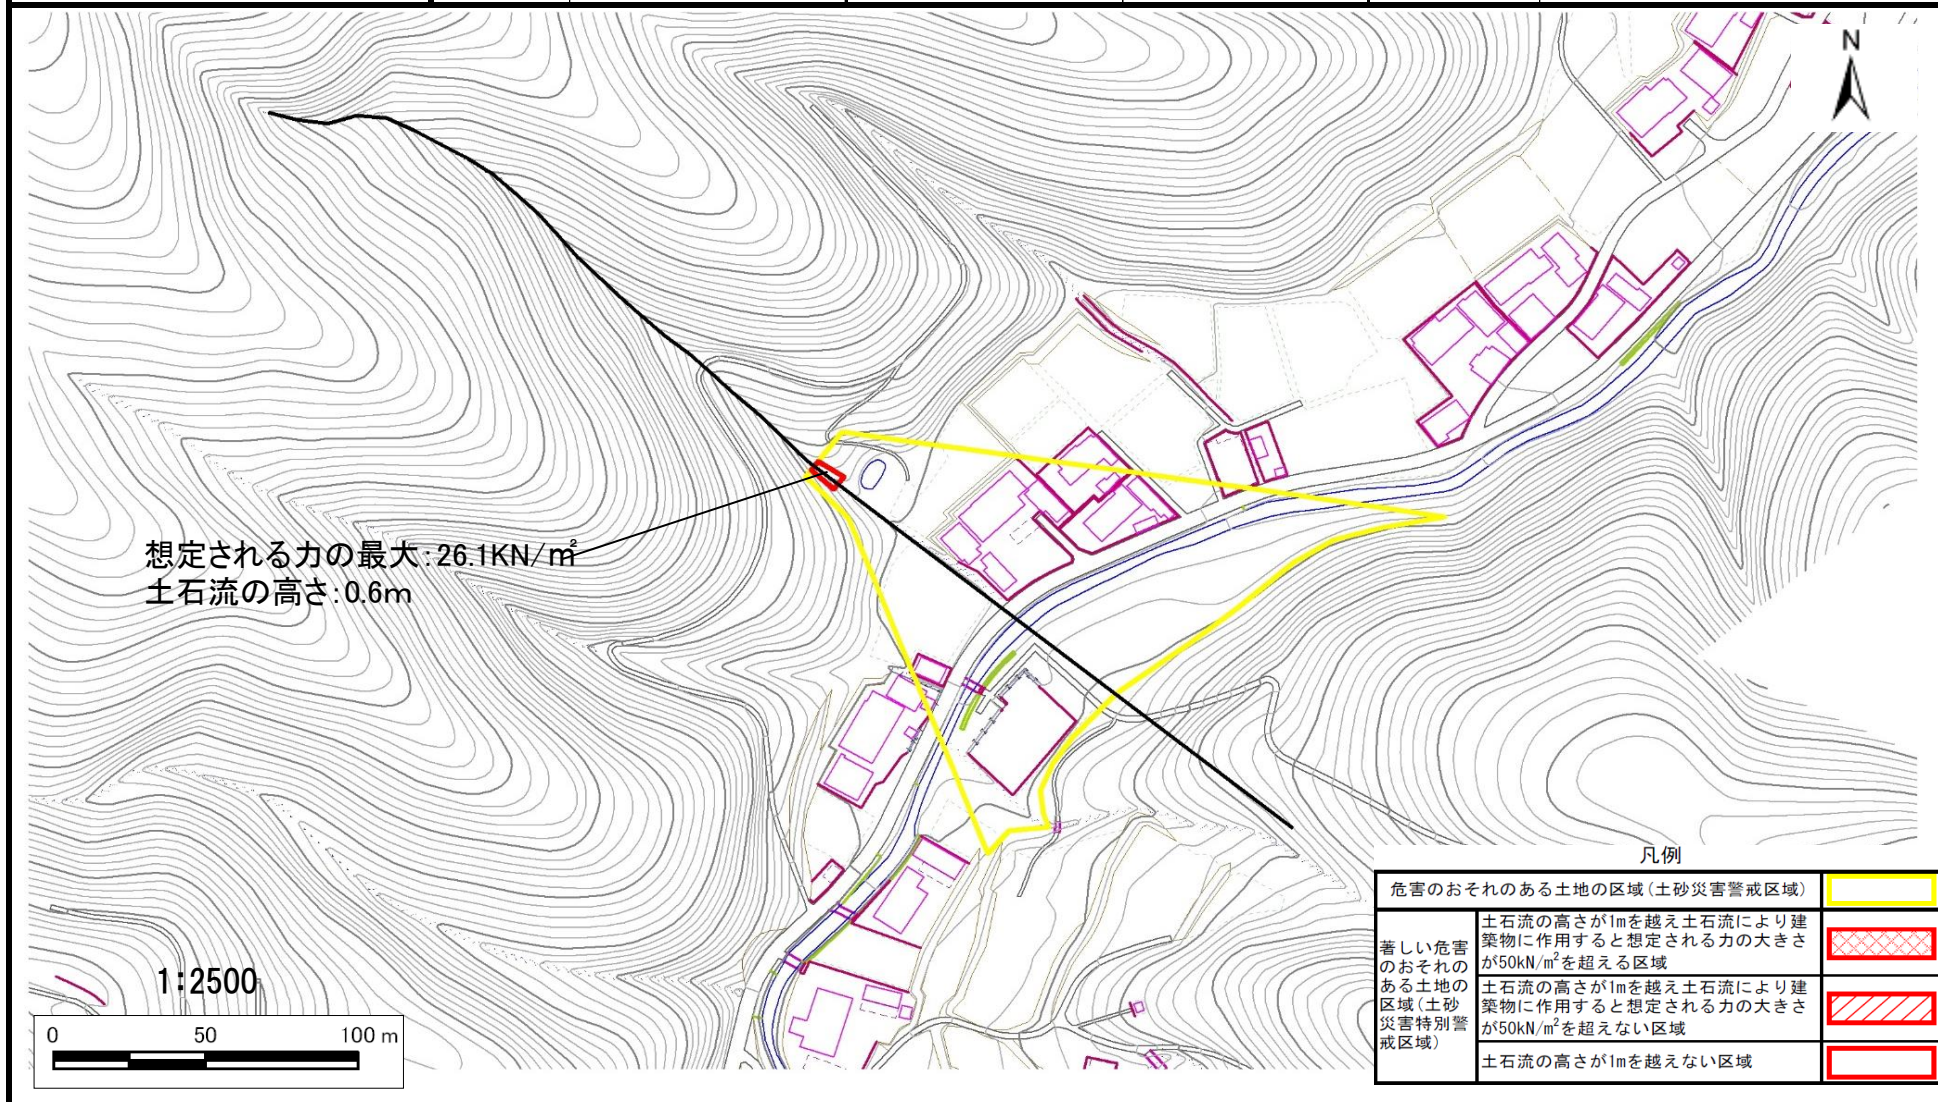 N
想定される力の最大:26.1KN/㎡
土石流の高さ:0.6m
1:2500
0 50 100 m
凡例
危害のおそれのある土地の区域(土砂災害警戒区域)
著しい危害
のおそれの
ある土地の
区域(土砂
災害特別警
戒区域)
土石流の高さが1mを越え土石流により建
築物に作用すると想定される力の大きさ
が50kN/m²を超える区域
土石流の高さが1mを越え土石流により建
築物に作用すると想定される力の大きさ
が50kN/m²を超えない区域
土石流の高さが1mを越えない区域